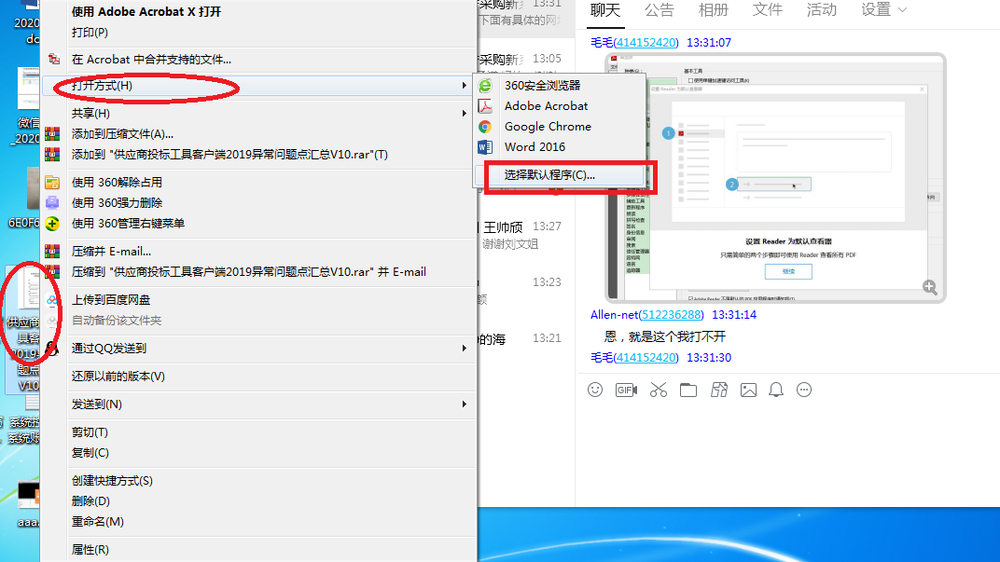 使用 Adobe Acrobat X 打开
打印(P)
在 Acrobat 中合并支持的文件...
打开方式(H)
共享(H)
添加到压缩文件(A)...
添加到 "供应商投标工具客户端2019异常问题点汇总V10.rar"(T)
使用 360解除占用
使用 360强力删除
使用 360管理右键菜单
压缩并 E-mail...
压缩到 "供应商投标工具客户端2019异常问题点汇总V10.rar" 并 E-mail
上传到百度网盘
自动备份该文件夹
通过QQ发送到
还原以前的版本(V)
发送到(N)
剪切(T)
复制(C)
创建快捷方式(S)
删除(D)
重命名(M)
属性(R)
360安全浏览器
Adobe Acrobat
Google Chrome
Word 2016
选择默认程序(C)...
2020
微信
_2020
6E0F6
供应商
具客
2019
题点
V10
系统
系统账
aaa
采购新
13:31
下面有具体的网
采购新
13:05
王帅颀
13:27
谢谢刘文姐
13:23
的海
13:21
聊天
公告
相册
文件
活动
设置
毛毛(414152420) 13:31:07
基本工具
设置 Reader 为默认查看器
1
2
设置 Reader 为默认查看器
只需简单的两个步骤即可使用 Reader 查看所有 PDF
继续
Allen-net(512236288) 13:31:14
恩，就是这个我打不开
毛毛(414152420) 13:31:30
GIF